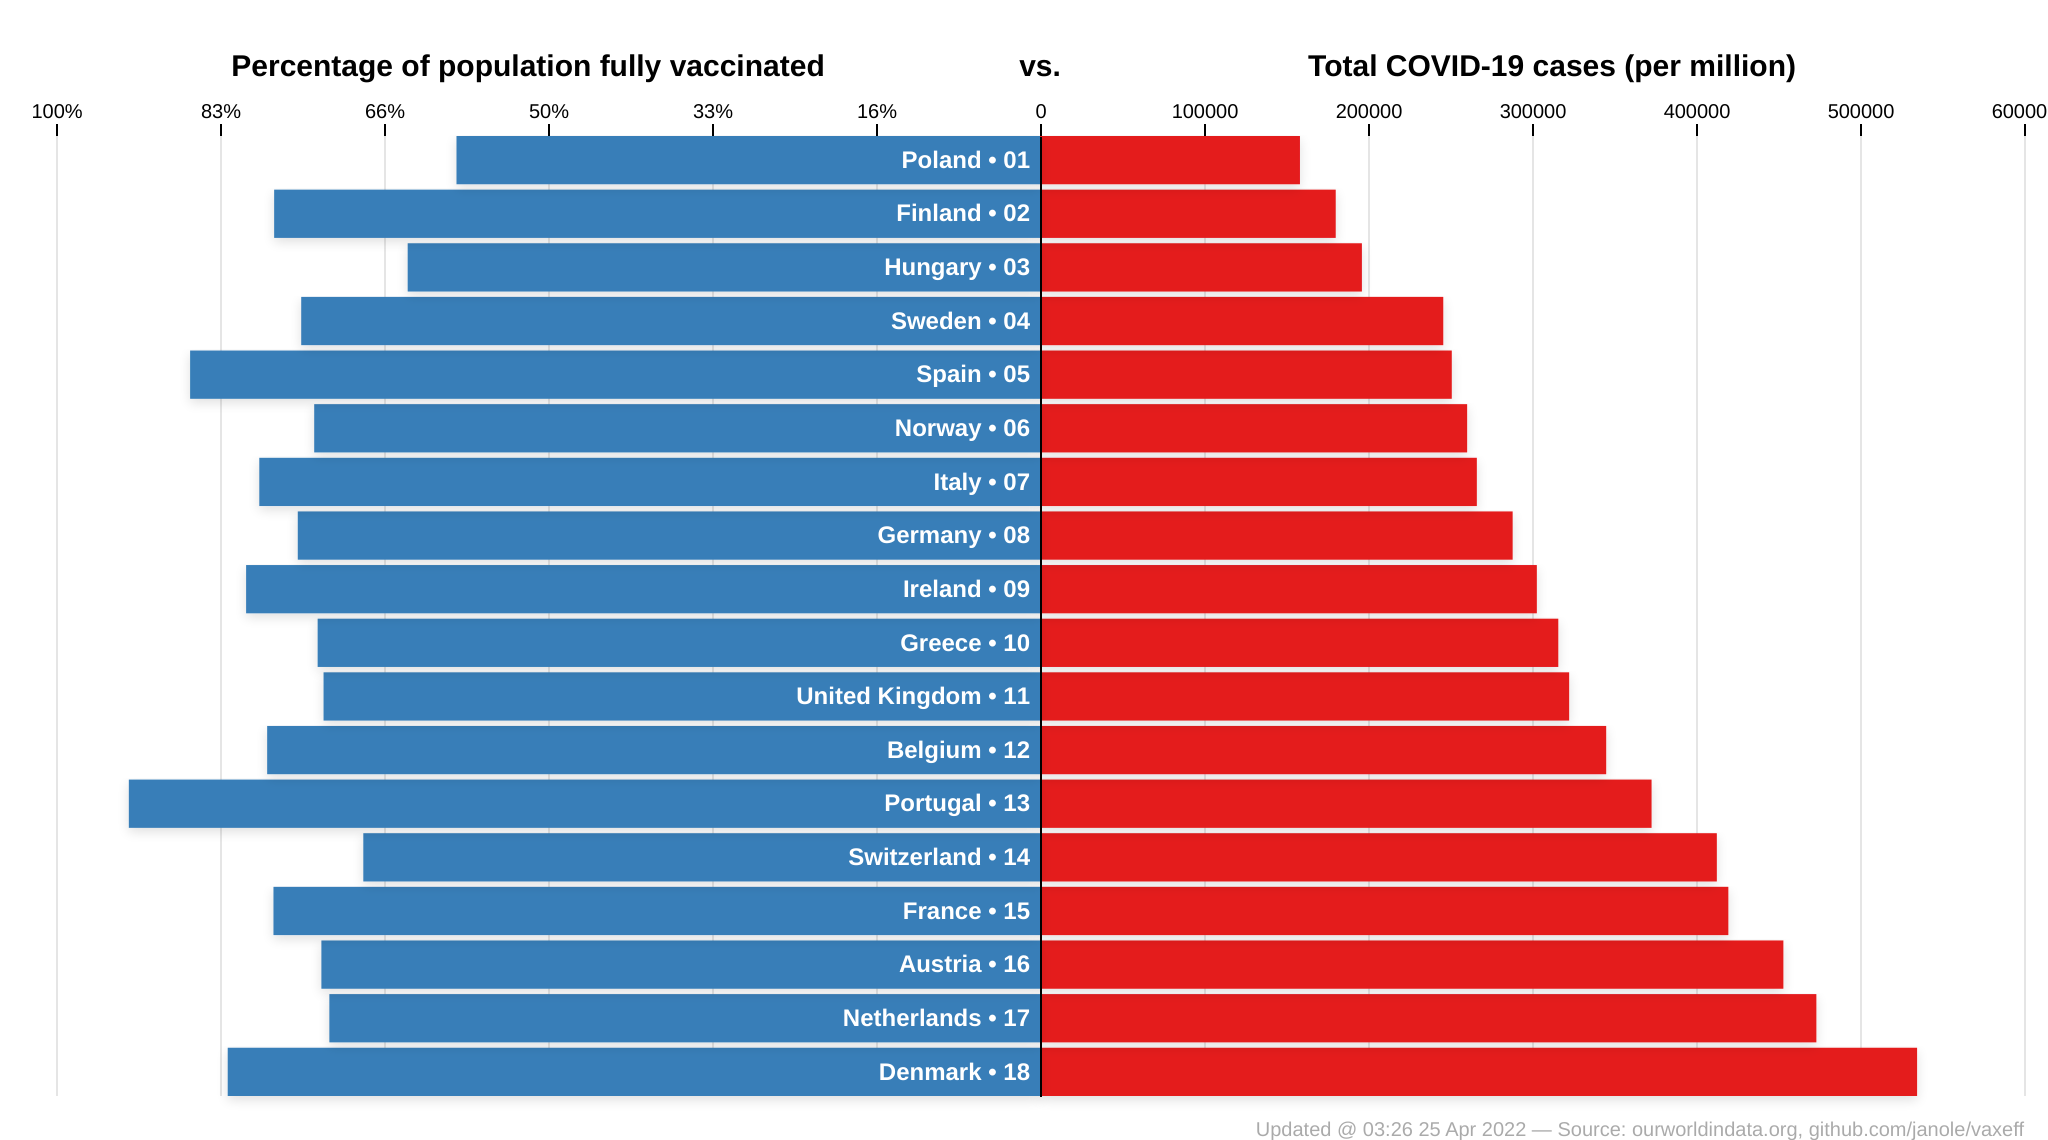 Percentage of population fully vaccinated vs. Total COVID-19 cases (per million)
100% 83% 66% 50% 33% 16% 0 100000 200000 300000 400000 500000 60000
Poland • 01
Finland • 02
Hungary • 03
Sweden • 04
Spain • 05
Norway • 06
Italy • 07
Germany • 08
Ireland • 09
Greece • 10
United Kingdom • 11
Belgium • 12
Portugal • 13
Switzerland • 14
France • 15
Austria • 16
Netherlands • 17
Denmark • 18
Updated @ 03:26 25 Apr 2022 — Source: ourworldindata.org, github.com/janole/vaxeff